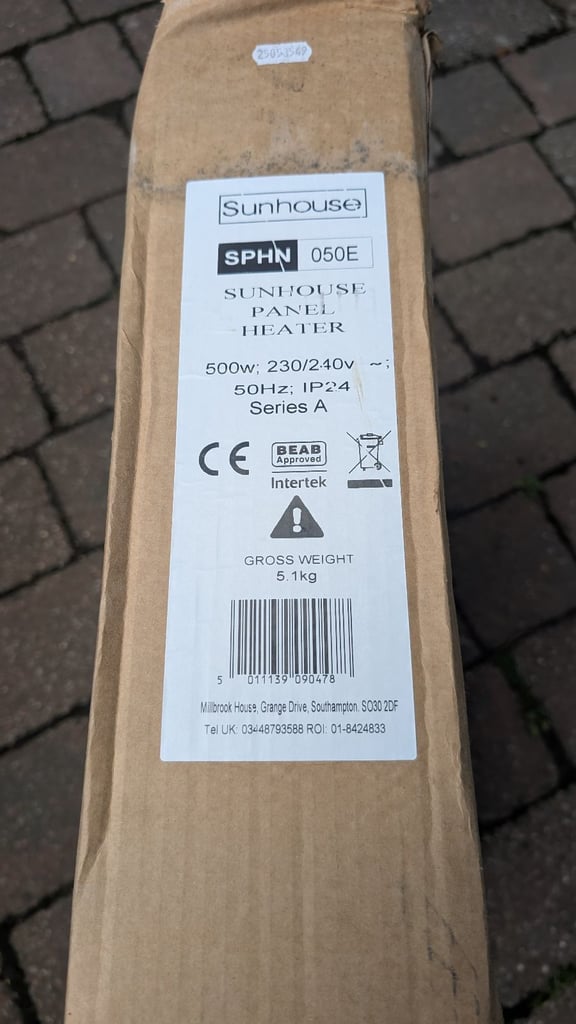 25093549
Sunhouse
SPHN 050E
SUNHOUSE
PANEL
HEATER
500w; 230/240v ~;
50Hz; IP24
Series A
CE
BEAB
Approved
Intertek
!
GROSS WEIGHT
5.1kg
5 011139 090478
Millbrook House, Grange Drive, Southampton. SO30 2DF
Tel UK: 03448793588 ROI: 01-8424833